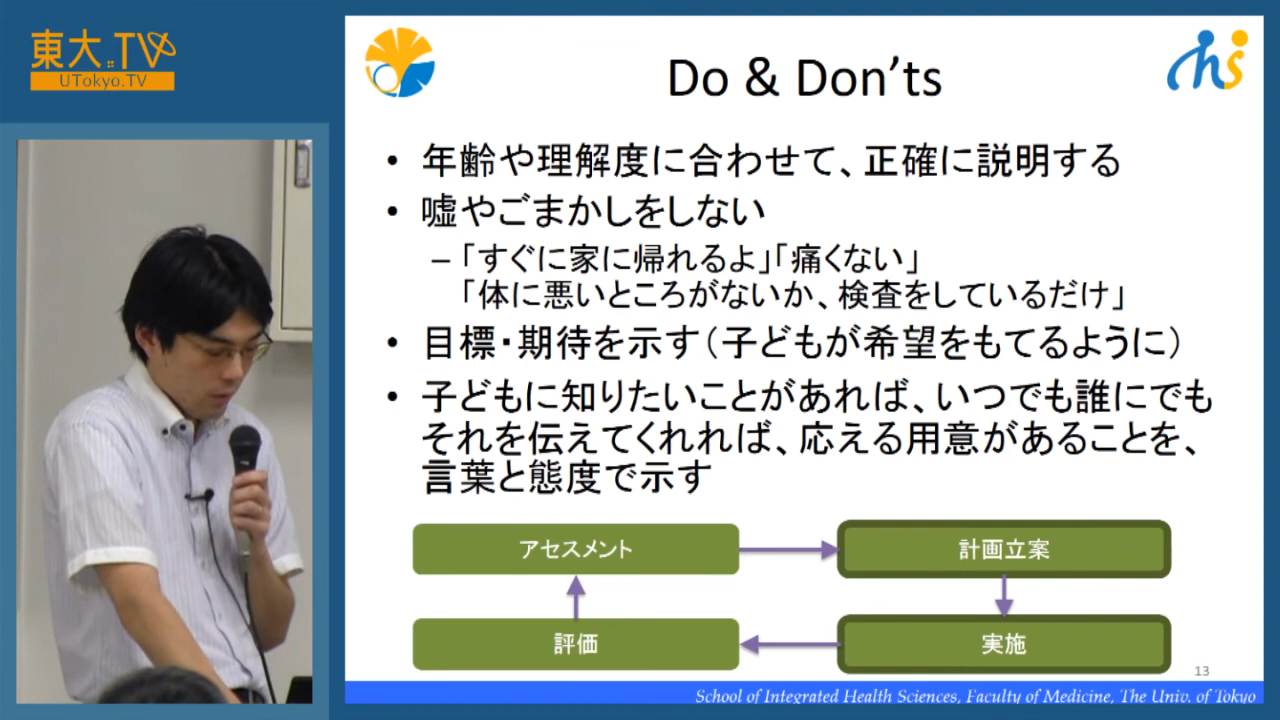 東大.TV
UTokyo.TV
Do & Don'ts
• 年齢や理解度に合わせて、正確に説明する
• 嘘やごまかしをしない
– 「すぐに家に帰れるよ」「痛くない」
「体に悪いところがないか、検査をしているだけ」
• 目標・期待を示す（子どもが希望をもてるように）
• 子どもに知りたいことがあれば、いつでも誰にでも
それを伝えてくれれば、応える用意があることを、
言葉と態度で示す
アセスメント
計画立案
評価
実施
13
School of Integrated Health Sciences, Faculty of Medicine, The Univ. of Tokyo